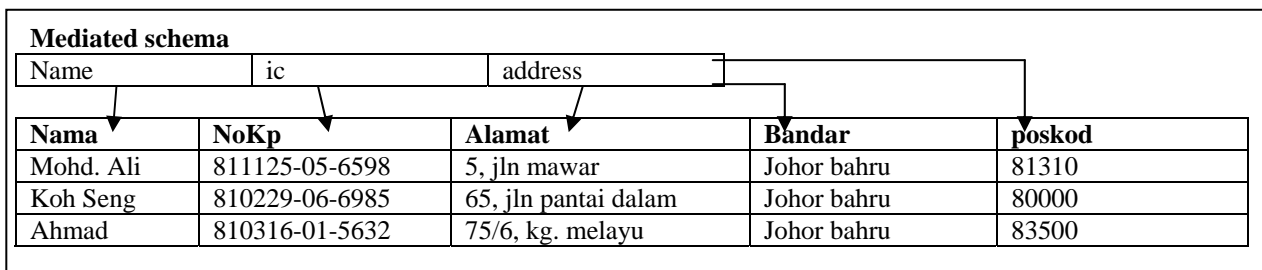 Mediated schema
Name ic address
Nama NoKp Alamat Bandar poskod
Mohd. Ali 811125-05-6598 5, jln mawar Johor bahru 81310
Koh Seng 810229-06-6985 65, jln pantai dalam Johor bahru 80000
Ahmad 810316-01-5632 75/6, kg. melayu Johor bahru 83500